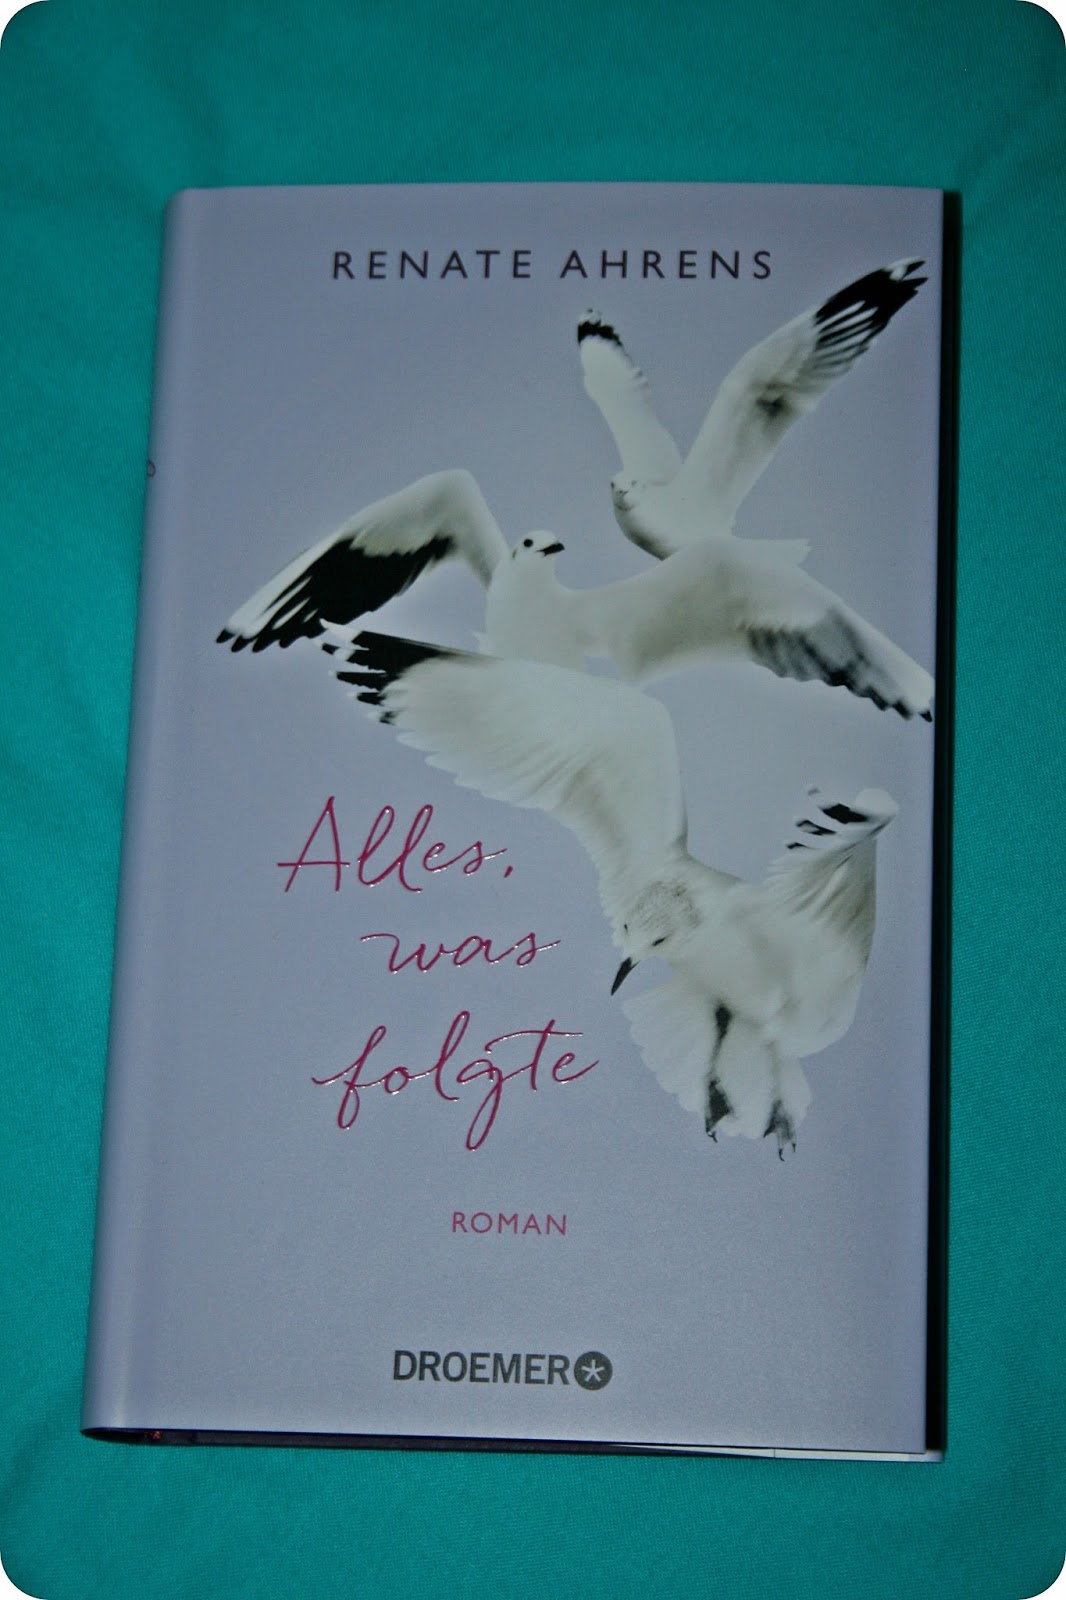 RENATE AHRENS
Alles,
was
folgte
ROMAN
DROEMER